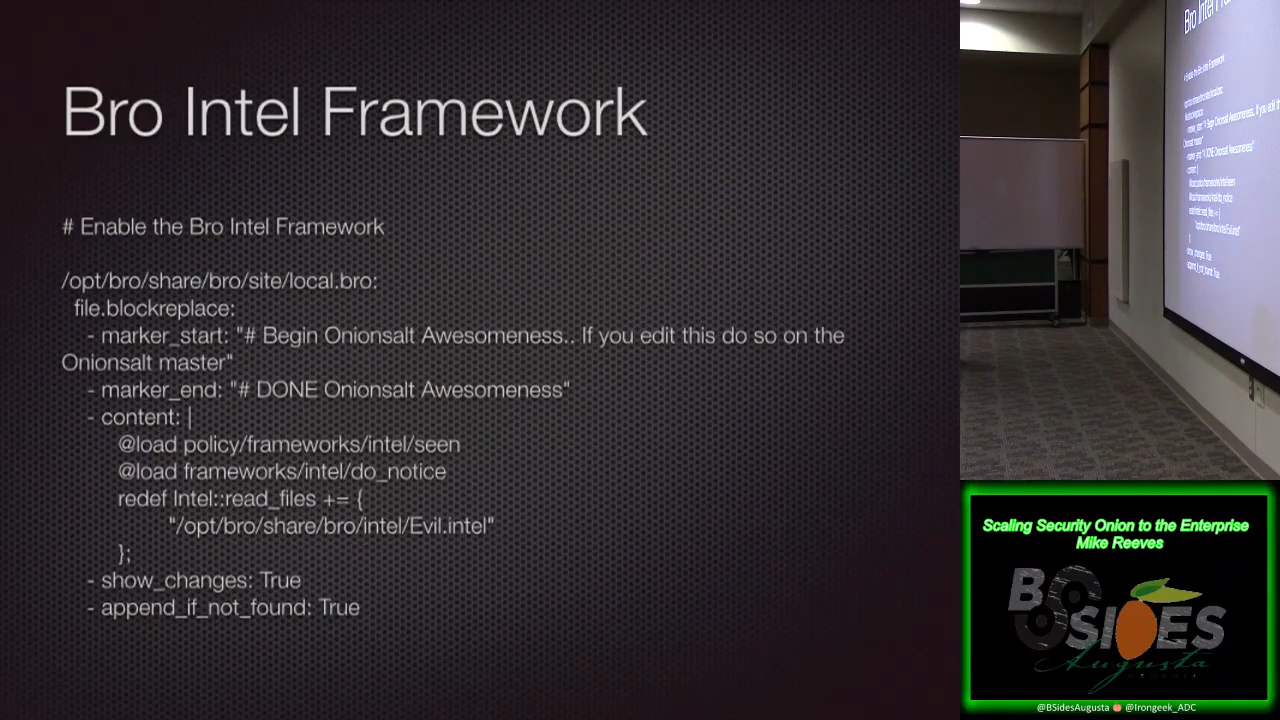 Bro Intel Framework
# Enable the Bro Intel Framework
/opt/bro/share/bro/site/local.bro:
file.blockreplace:
- marker_start: "# Begin Onionsalt Awesomeness.. If you edit this do so on the
Onionsalt master"
- marker_end: "# DONE Onionsalt Awesomeness"
- content: |
@load policy/frameworks/intel/seen
@load frameworks/intel/do_notice
redef Intel::read_files += {
"/opt/bro/share/bro/intel/Evil.intel"
};
- show_changes: True
- append_if_not_found: True
Scaling Security Onion to the Enterprise
Mike Reeves
BSIDES
Augusta
@BSidesAugusta @Irongeek_ADC